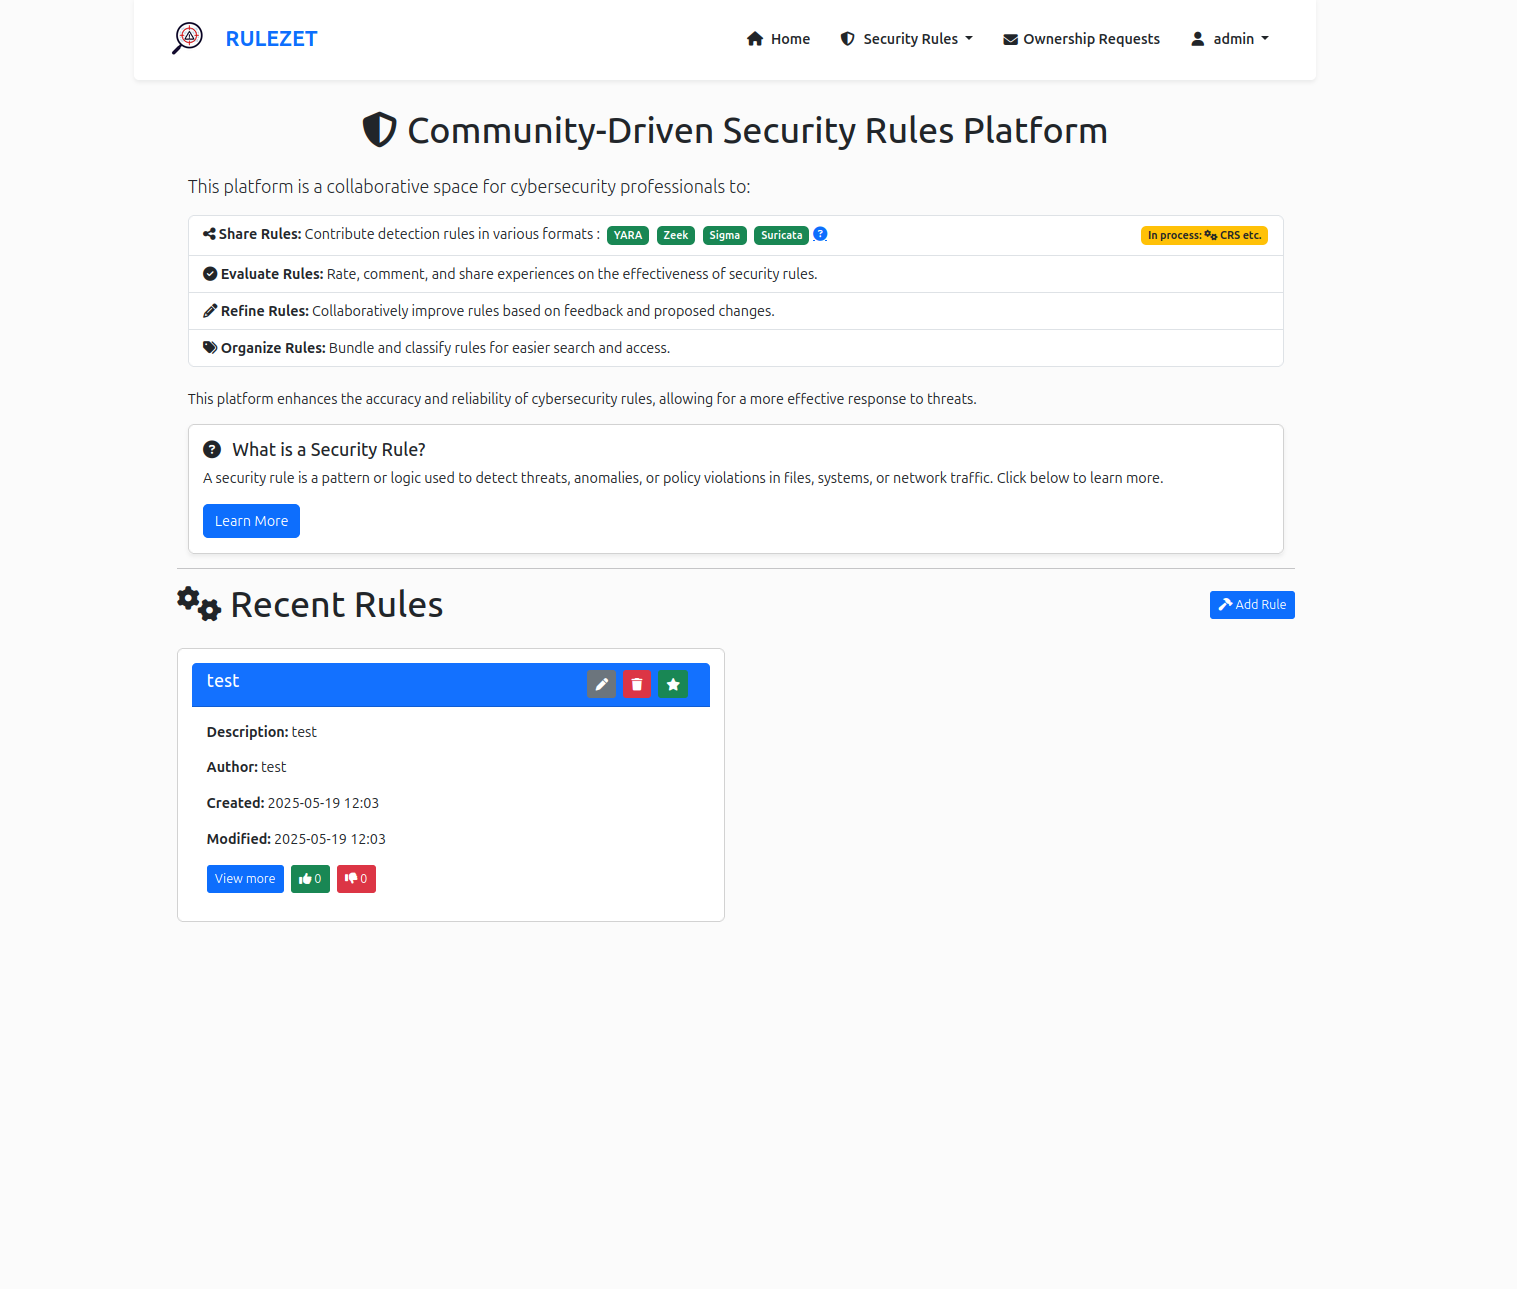 RULEZET
Home
Security Rules
Ownership Requests
admin
Community-Driven Security Rules Platform
This platform is a collaborative space for cybersecurity professionals to:
Share Rules: Contribute detection rules in various formats : YARA Zeek Sigma Suricata ? In process: CRS etc.
Evaluate Rules: Rate, comment, and share experiences on the effectiveness of security rules.
Refine Rules: Collaboratively improve rules based on feedback and proposed changes.
Organize Rules: Bundle and classify rules for easier search and access.
This platform enhances the accuracy and reliability of cybersecurity rules, allowing for a more effective response to threats.
? What is a Security Rule?
A security rule is a pattern or logic used to detect threats, anomalies, or policy violations in files, systems, or network traffic. Click below to learn more.
Learn More
Recent Rules
Add Rule
test
Description: test
Author: test
Created: 2025-05-19 12:03
Modified: 2025-05-19 12:03
View more 0 0